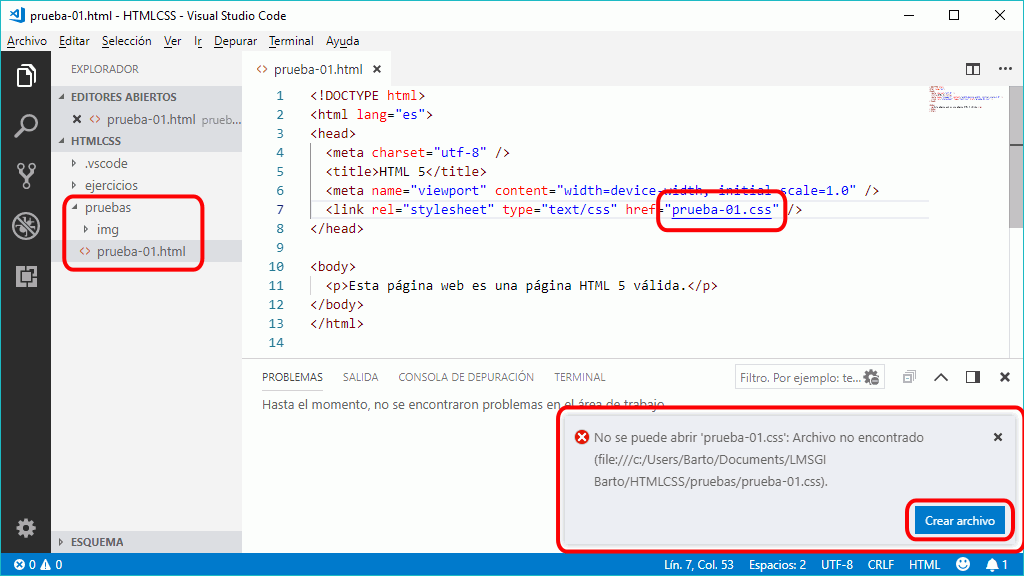 prueba-01.html - HTMLCSS - Visual Studio Code
Archivo Editar Selección Ver Ir Depurar Terminal Ayuda
EXPLORADOR
EDITORES ABIERTOS
prueba-01.html prueb...
HTMLCSS
.vscode
ejercicios
pruebas
img
prueba-01.html
ESQUEMA
prueba-01.html
1 <!DOCTYPE html>
2 <html lang="es">
3 <head>
4 <meta charset="utf-8" />
5 <title>HTML 5</title>
6 <meta name="viewport" content="width=device-width, initial-scale=1.0" />
7 <link rel="stylesheet" type="text/css" href="prueba-01.css" />
8 </head>
9
10 <body>
11 <p>Esta página web es una página HTML 5 válida.</p>
12 </body>
13 </html>
14
PROBLEMAS SALIDA CONSOLA DE DEPURACIÓN TERMINAL Filtro. Por ejemplo: te...
Hasta el momento, no se encontraron problemas en el área de trabajo.
No se puede abrir 'prueba-01.css': Archivo no encontrado
(file:///c:/Users/Barto/Documents/LMSGI
Barto/HTMLCSS/pruebas/prueba-01.css).
Crear archivo
0 0 Lín. 7, Col. 53 Espacios: 2 UTF-8 CRLF HTML 1